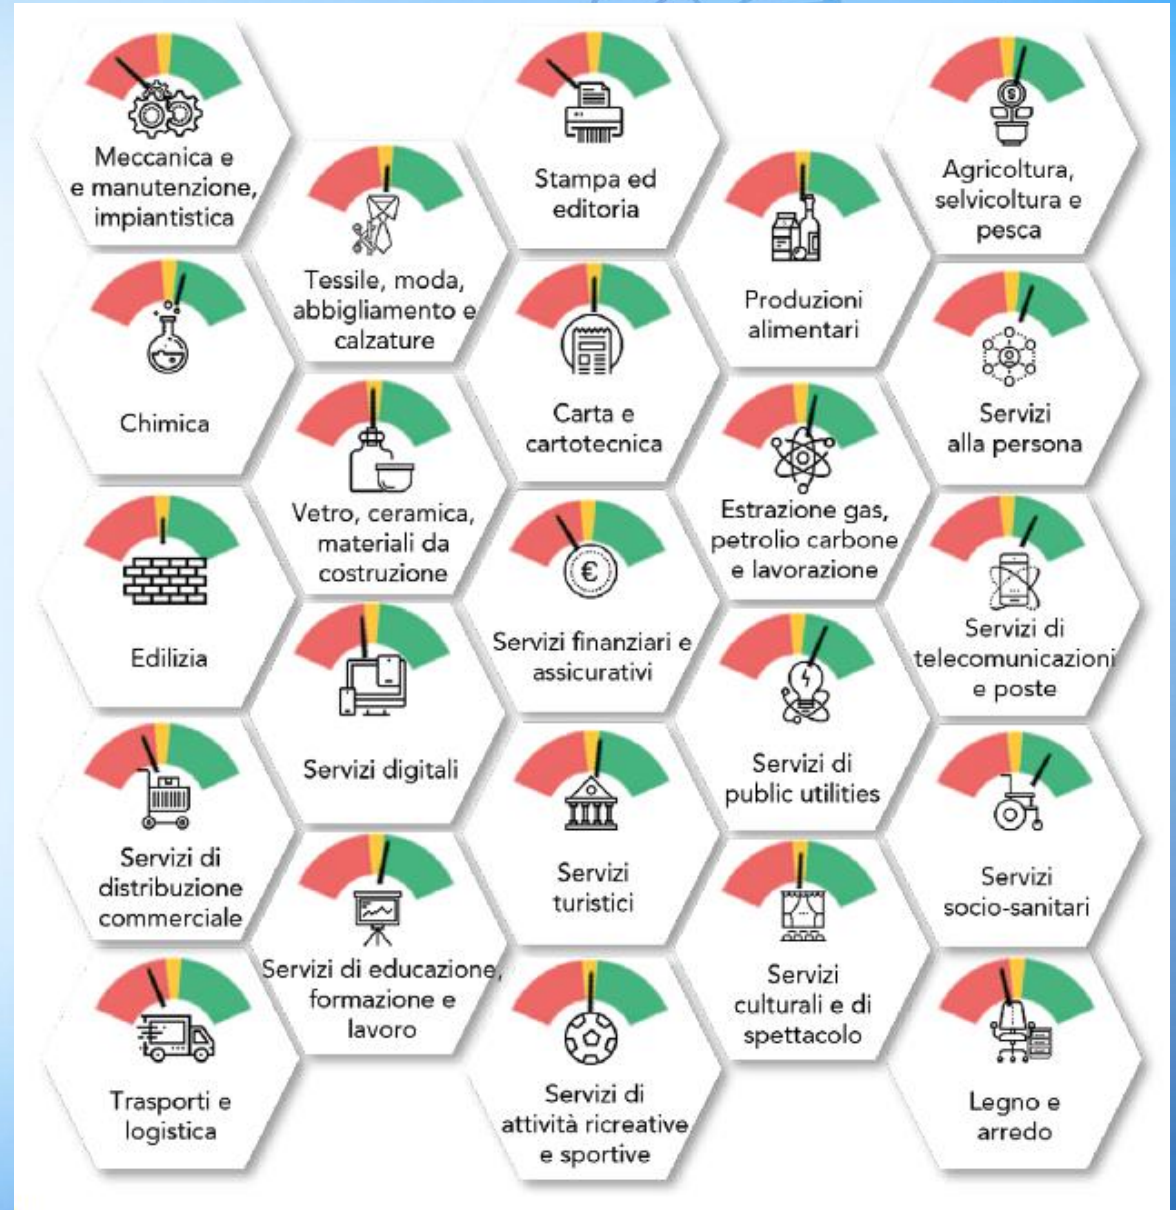 Meccanica e
e manutenzione,
impiantistica
Stampa ed
editoria
Agricoltura,
selvicoltura e
pesca
Tessile, moda,
abbigliamento e
calzature
Produzioni
alimentari
Chimica
Carta e
cartotecnica
Servizi
alla persona
Vetro, ceramica,
materiali da
costruzione
Estrazione gas,
petrolio carbone
e lavorazione
Edilizia
Servizi finanziari e
assicurativi
Servizi di
telecomunicazioni
e poste
Servizi digitali
Servizi di
public utilities
Servizi di
distribuzione
commerciale
Servizi
turistici
Servizi
socio-sanitari
Servizi di educazione,
formazione e
lavoro
Servizi
culturali e di
spettacolo
Trasporti e
logistica
Servizi di
attività ricreative
e sportive
Legno e
arredo